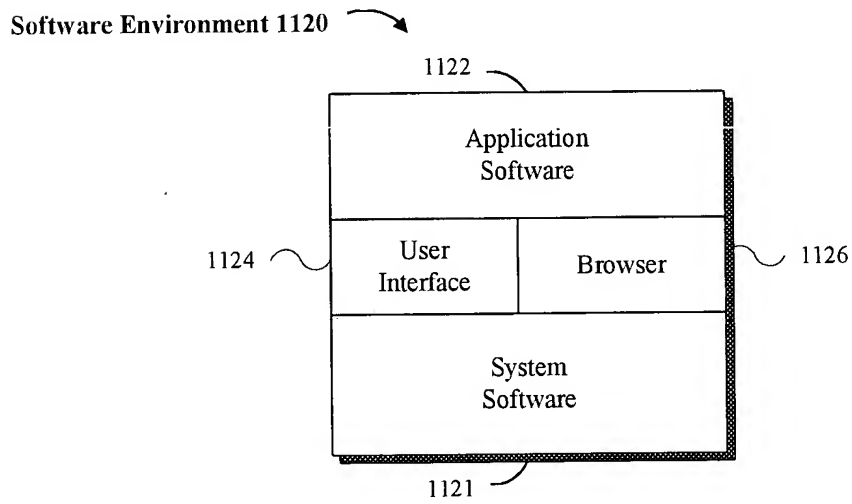 Software Environment 1120
1122
Application
Software
1124
User
Interface
Browser
1126
System
Software
1121